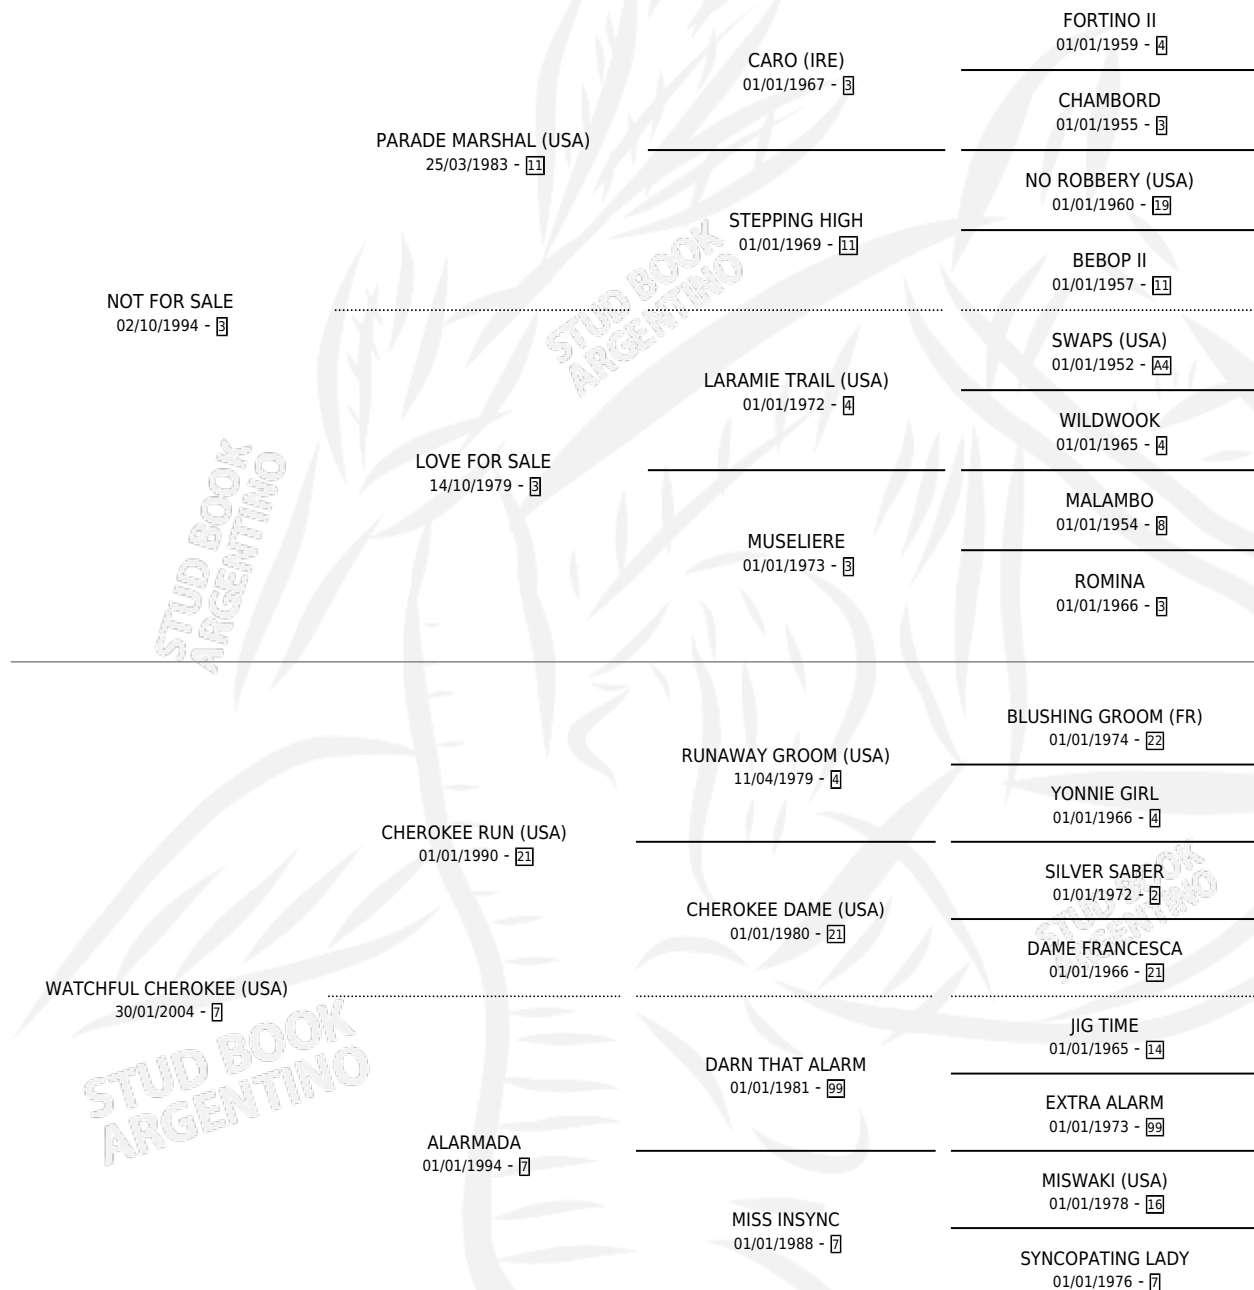 FORTINO II
01/01/1959 - 4
CARO (IRE)
01/01/1967 - 3
CHAMBORD
01/01/1955 - 3
PARADE MARSHAL (USA)
25/03/1983 - 11
NO ROBBERY (USA)
01/01/1960 - 19
STEPPING HIGH
01/01/1969 - 11
BEBOP II
01/01/1957 - 11
NOT FOR SALE
02/10/1994 - 3
SWAPS (USA)
01/01/1952 - A4
LARAMIE TRAIL (USA)
01/01/1972 - 4
WILDWOOK
01/01/1965 - 4
LOVE FOR SALE
14/10/1979 - 3
MALAMBO
01/01/1954 - 8
MUSELIERE
01/01/1973 - 3
ROMINA
01/01/1966 - 3
STUD BOOK
ARGENTINO
STUD BOOK
ARGENTINO
BLUSHING GROOM (FR)
01/01/1974 - 22
RUNAWAY GROOM (USA)
11/04/1979 - 4
YONNIE GIRL
01/01/1966 - 4
CHEROKEE RUN (USA)
01/01/1990 - 21
SILVER SABER
01/01/1972 - 2
CHEROKEE DAME (USA)
01/01/1980 - 21
DAME FRANCESCA
01/01/1966 - 21
WATCHFUL CHEROKEE (USA)
30/01/2004 - 7
JIG TIME
01/01/1965 - 14
DARN THAT ALARM
01/01/1981 - 99
EXTRA ALARM
01/01/1973 - 99
ALARMADA
01/01/1994 - 7
MISWAKI (USA)
01/01/1978 - 16
MISS INSYNC
01/01/1988 - 7
SYNCOPATING LADY
01/01/1976 - 7
STUD BOOK
ARGENTINO
STUD BOOK
ARGENTINO